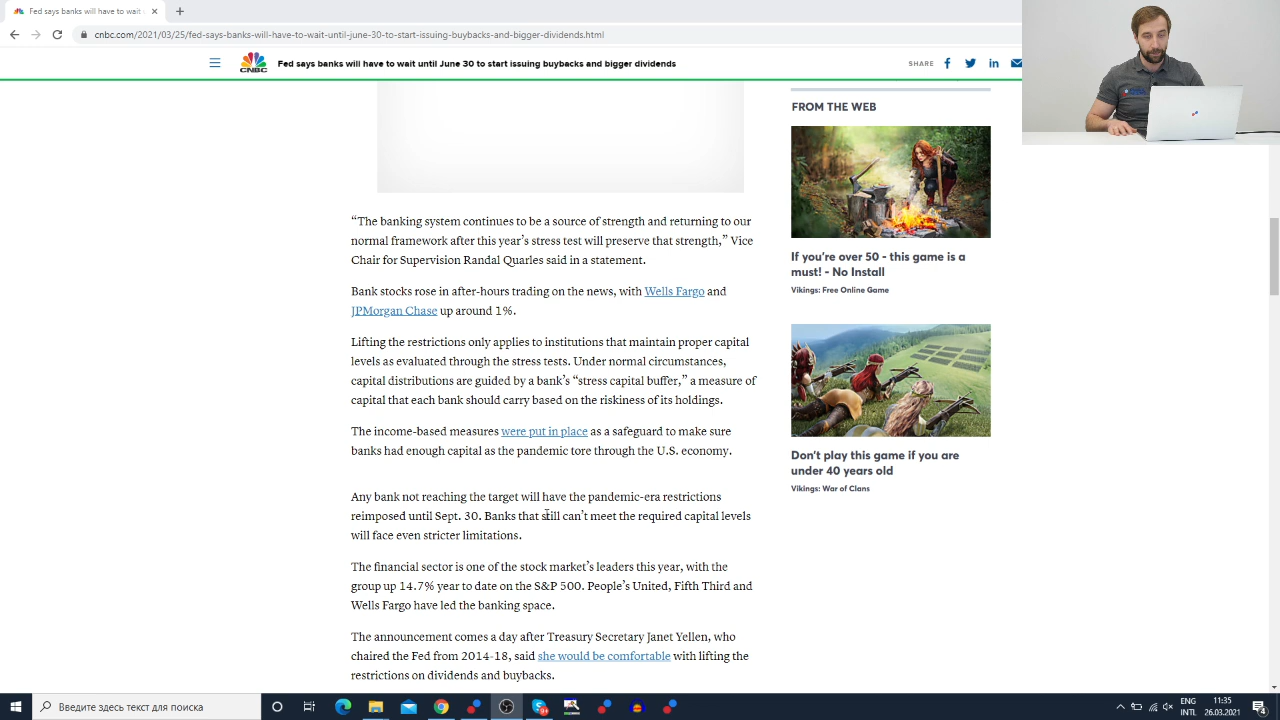 Fed says banks will have to wait
cnbc.com/2021/03/25/fed-says-banks-will-have-to-wait-until-june-30-to-start-issuing-buybacks-and-bigger-dividends.html
CNBC
Fed says banks will have to wait until June 30 to start issuing buybacks and bigger dividends
SHARE
“The banking system continues to be a source of strength and returning to our
normal framework after this year’s stress test will preserve that strength,” Vice
Chair for Supervision Randal Quarles said in a statement.
Bank stocks rose in after-hours trading on the news, with Wells Fargo and
JPMorgan Chase up around 1%.
Lifting the restrictions only applies to institutions that maintain proper capital
levels as evaluated through the stress tests. Under normal circumstances,
capital distributions are guided by a bank’s “stress capital buffer,” a measure of
capital that each bank should carry based on the riskiness of its holdings.
The income-based measures were put in place as a safeguard to make sure
banks had enough capital as the pandemic tore through the U.S. economy.
Any bank not reaching the target will have the pandemic-era restrictions
reimposed until Sept. 30. Banks that still can’t meet the required capital levels
will face even stricter limitations.
The financial sector is one of the stock market’s leaders this year, with the
group up 14.7% year to date on the S&P 500. People’s United, Fifth Third and
Wells Fargo have led the banking space.
The announcement comes a day after Treasury Secretary Janet Yellen, who
chaired the Fed from 2014-18, said she would be comfortable with lifting the
restrictions on dividends and buybacks.
FROM THE WEB
If you’re over 50 - this game is a
must! - No Install
Vikings: Free Online Game
Don’t play this game if you are
under 40 years old
Vikings: War of Clans
Введите здесь текст для поиска
ENG
INTL
11:35
26.03.2021